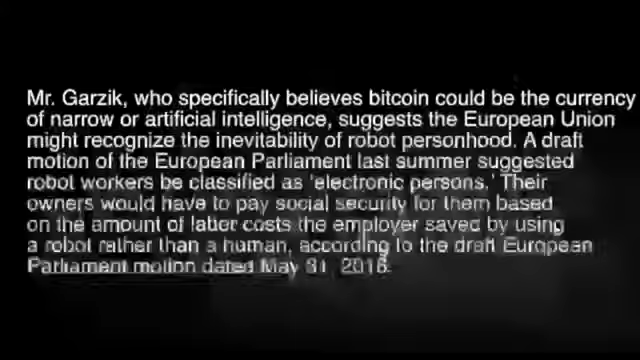 Mr. Garzik, who specifically believes bitcoin could be the currency
of narrow or artificial intelligence, suggests the European Union
might recognize the inevitability of robot personhood. A draft
motion of the European Parliament last summer suggested
robot workers be classified as 'electronic persons.' Their
owners would have to pay social security for them based
on the amount of labor costs the employer saved by using
a robot rather than a human, according to the draft European
Parliament motion dated May 31, 2016.